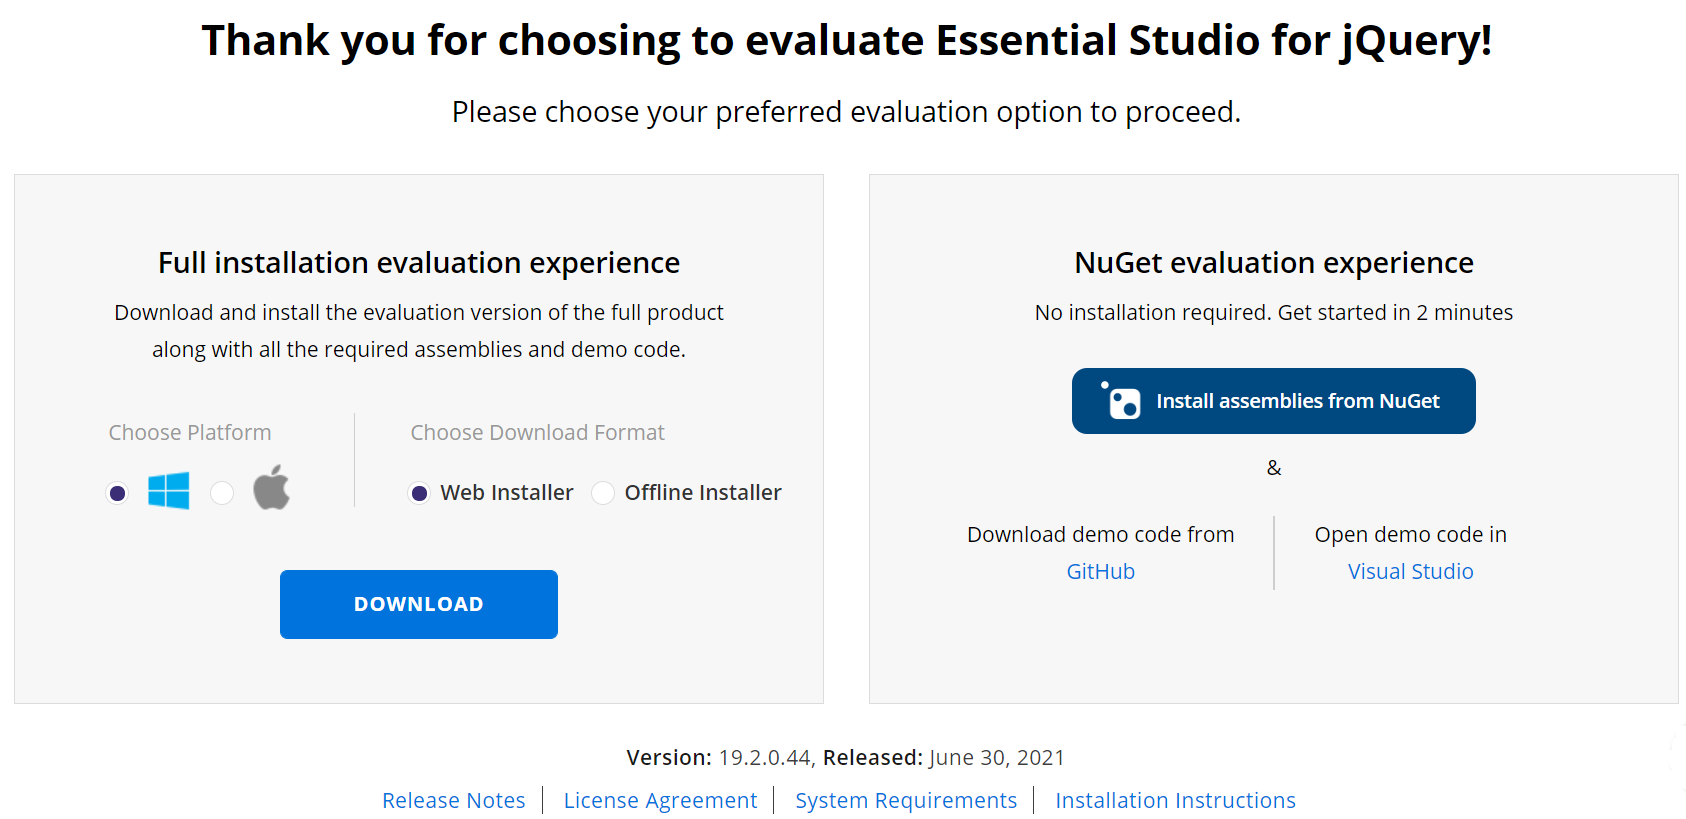 Thank you for choosing to evaluate Essential Studio for jQuery!
Please choose your preferred evaluation option to proceed.
Full installation evaluation experience
Download and install the evaluation version of the full product
along with all the required assemblies and demo code.
Choose Platform
Choose Download Format
Web Installer
Offline Installer
DOWNLOAD
NuGet evaluation experience
No installation required. Get started in 2 minutes
Install assemblies from NuGet
&
Download demo code from
GitHub
Open demo code in
Visual Studio
Version: 19.2.0.44, Released: June 30, 2021
Release Notes | License Agreement | System Requirements | Installation Instructions